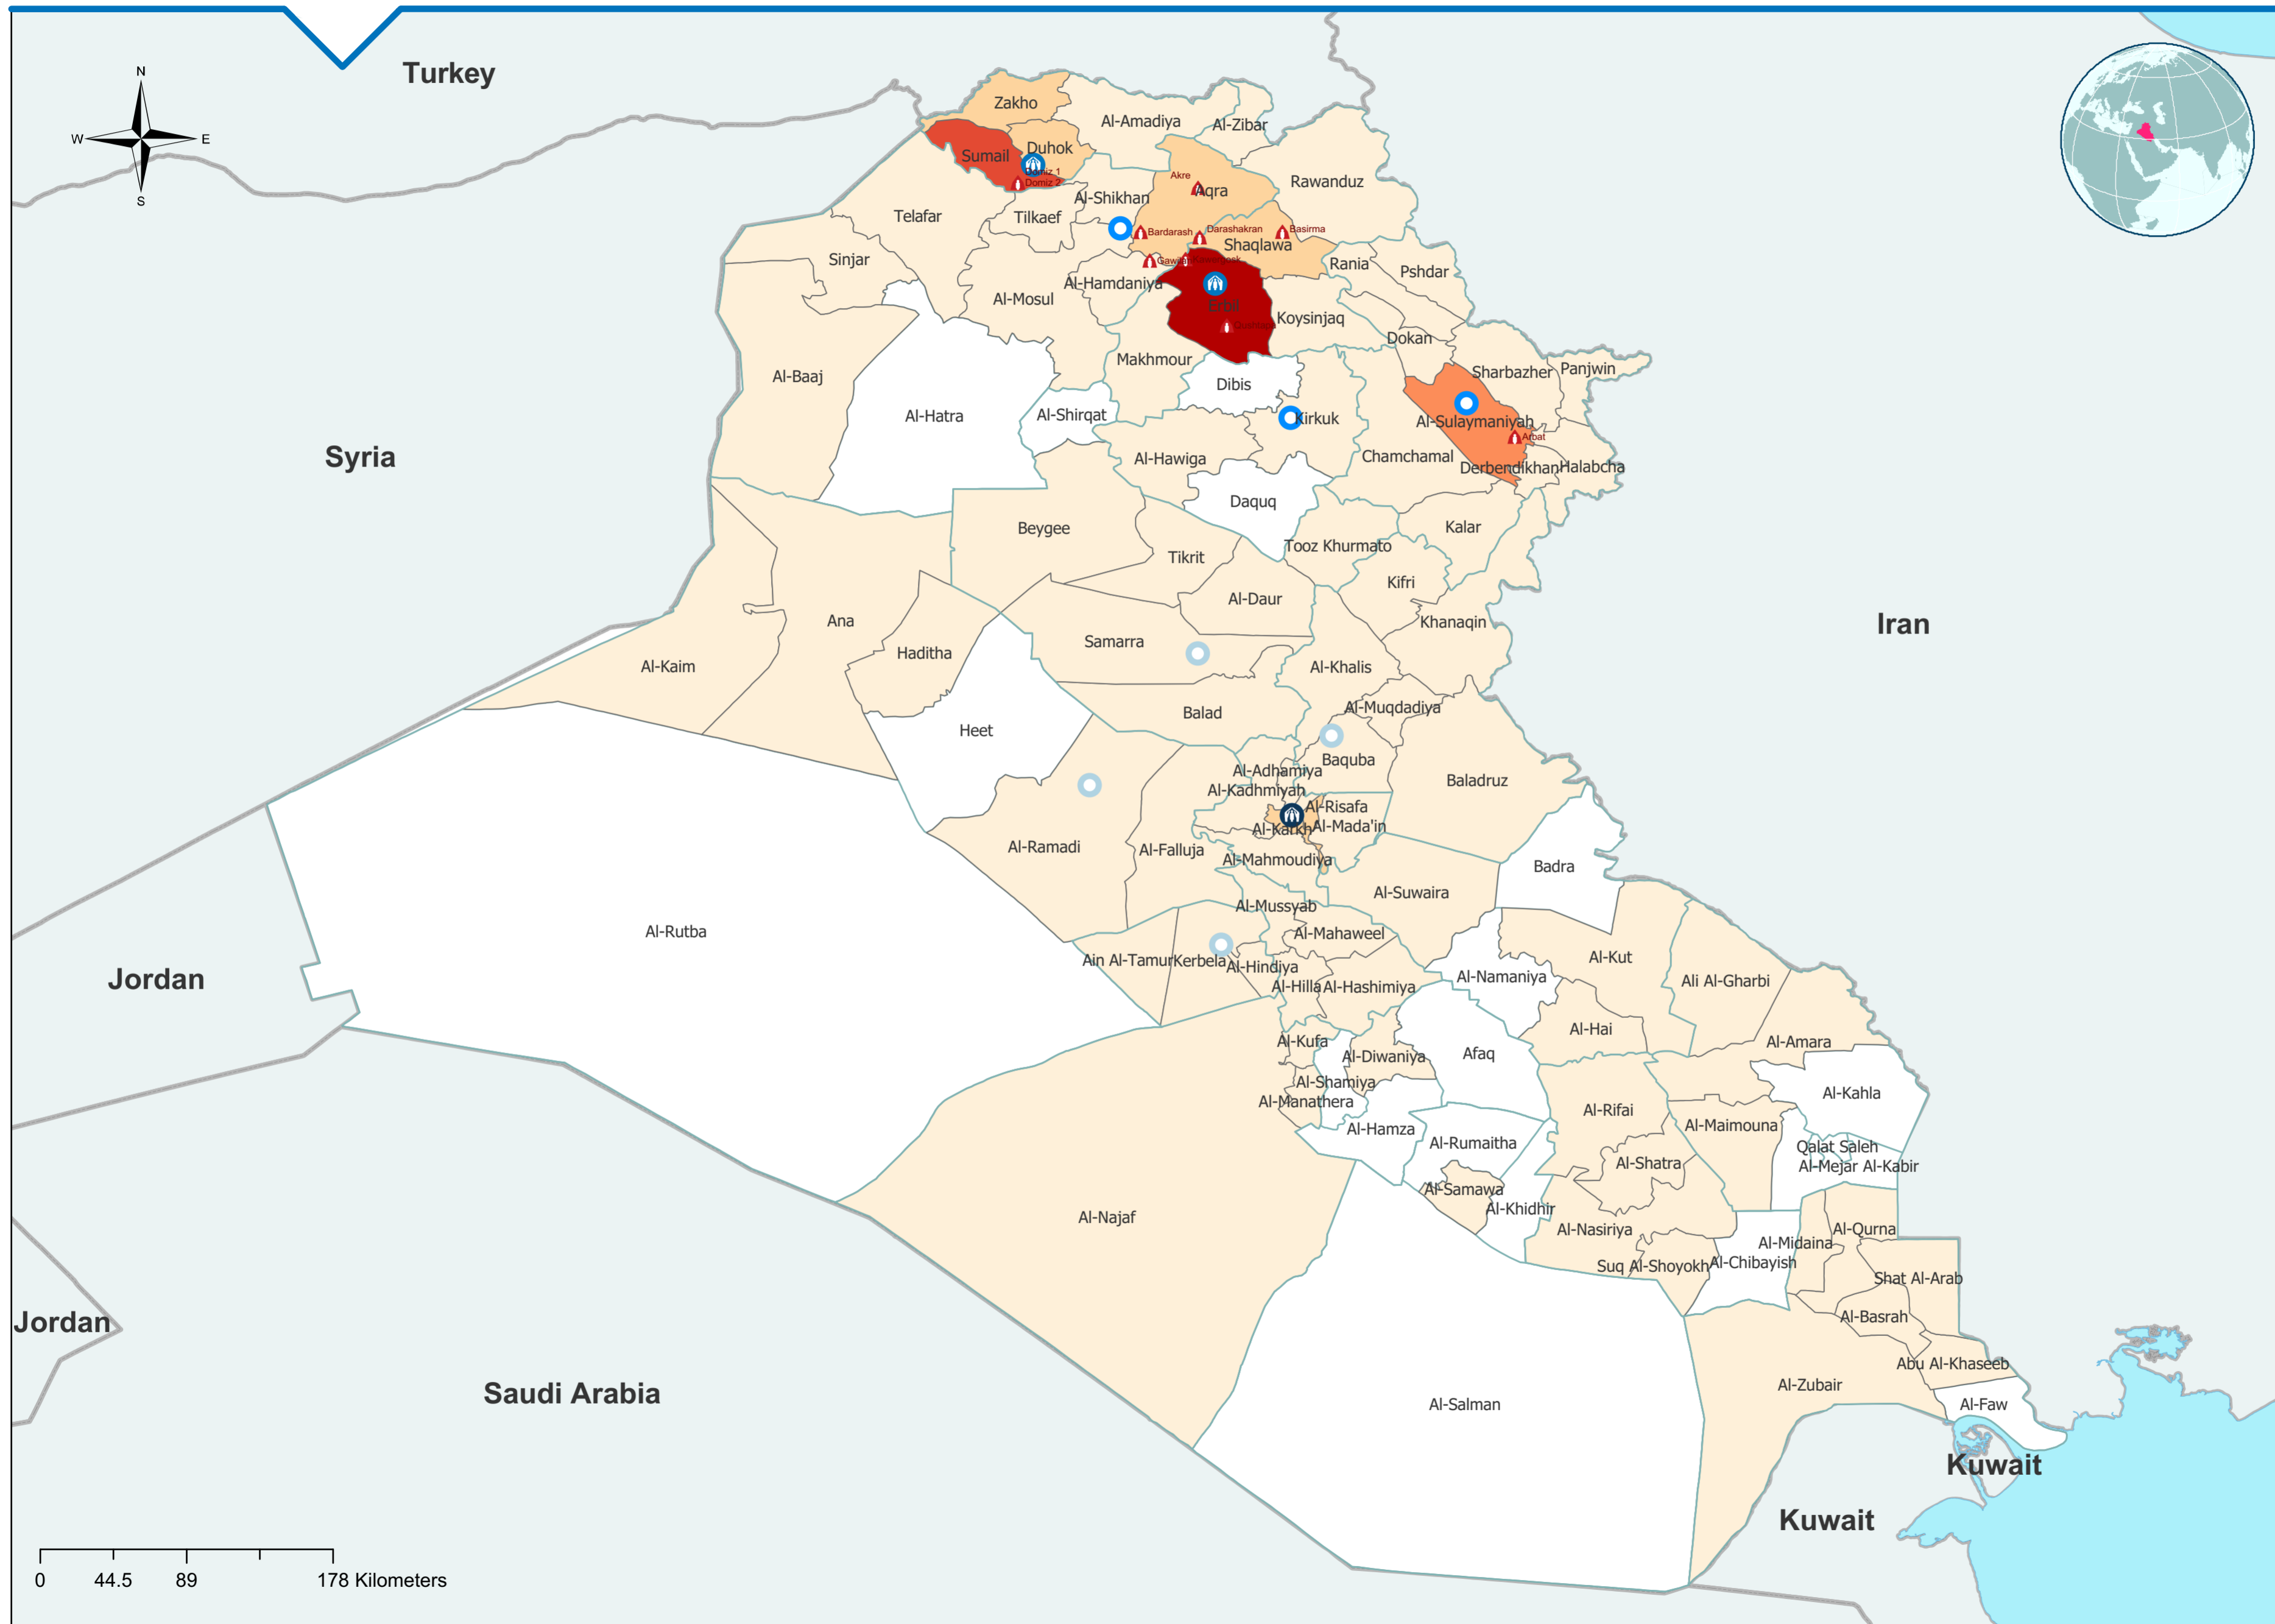 Turkey
N
W
E
S
Zakho
Al-Amadiya
Al-Zibar
Duhok
Sumail
Domiz 1
Domiz 2
Akre
Aqra
Rawanduz
Al-Shikhan
Telafar
Tilkaef
Bardarash
Darashakran
Basirma
Shaqlawa
Sinjar
Gawilan
Rania
Pshdar
Al-Hamdaniya
Al-Mosul
Erbil
Koysinjaq
Dokan
Makhmour
Sharbazher
Panjwin
Al-Baaj
Dibis
Al-Hatra
Al-Shirqat
Kirkuk
Al-Sulaymaniyah
Arbat
Syria
Al-Hawiga
Chamchamal
Derbendikhan
Halabcha
Daquq
Beygee
Kalar
Tikrit
Tooz Khurmato
Kifri
Al-Daur
Ana
Khanaqin
Iran
Samarra
Haditha
Al-Kaim
Al-Khalis
Al-Muqdadiya
Balad
Heet
Baquba
Al-Adhamiya
Baladruz
Al-Kadhmiyah
Al-Risafa
Al-Karkh
Al-Mada'in
Al-Ramadi
Al-Falluja
Al-Mahmoudiya
Badra
Al-Suwaira
Al-Mussyab
Al-Rutba
Al-Mahaweel
Al-Kut
Ain Al-Tamur
Kerbela
Al-Hindiya
Al-Namaniya
Jordan
Ali Al-Gharbi
Al-Hilla
Al-Hashimiya
Al-Hai
Al-Kufa
Al-Amara
Al-Diwaniya
Afaq
Al-Shamiya
Al-Kahla
Al-Manathera
Al-Rifai
Al-Maimouna
Al-Hamza
Al-Rumaitha
Qalat Saleh
Al-Mejar Al-Kabir
Al-Shatra
Al-Samawa
Al-Khidhir
Al-Najaf
Al-Nasiriya
Al-Qurna
Al-Midaina
Al-Chibayish
Suq Al-Shoyokh
Shat Al-Arab
Jordan
Al-Basrah
Abu Al-Khaseeb
Al-Zubair
Saudi Arabia
Al-Salman
Al-Faw
Kuwait
Kuwait
0 44.5 89 178 Kilometers